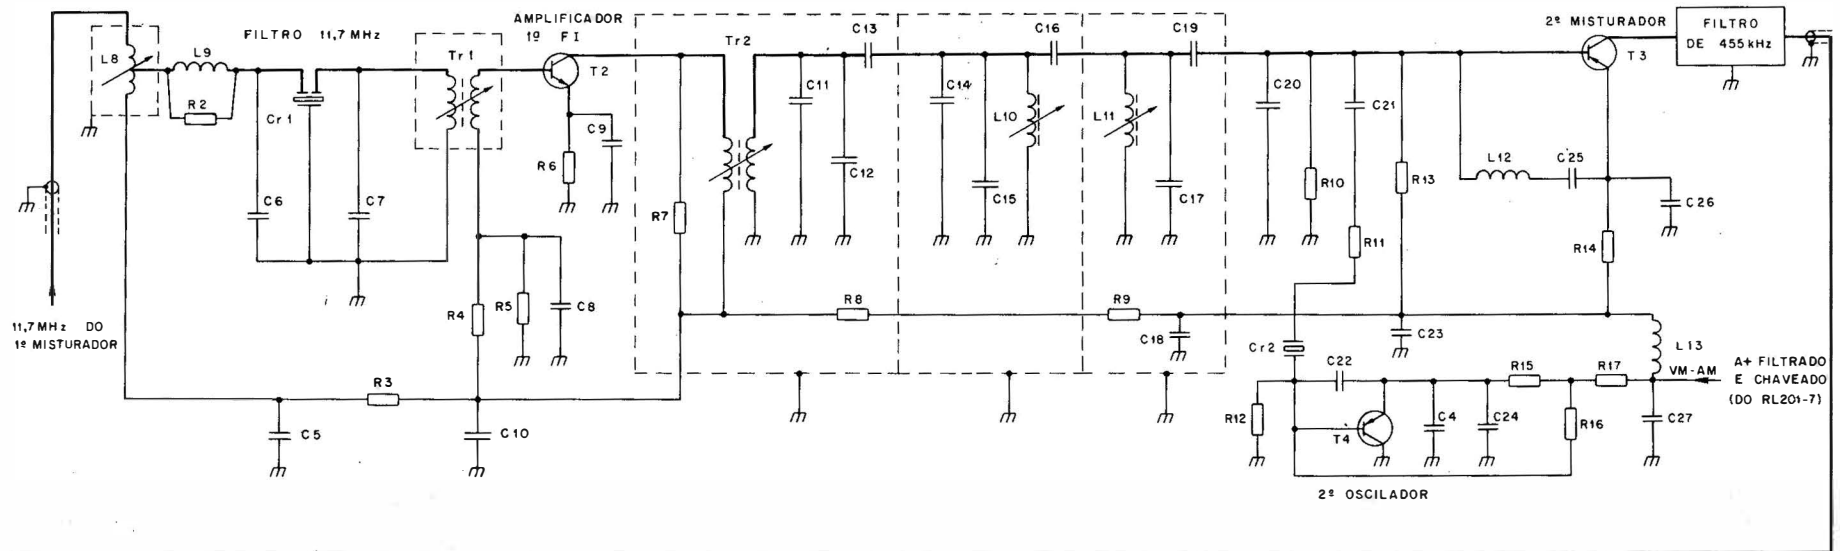 AMPLIFICADOR
1º FI
2º MISTURADOR
FILTRO
DE 455 kHz
FILTRO 11,7 MHz
L8
L9
R2
Cr1
Tr1
T2
Tr2
C13
C16
C19
T3
C6
C7
R6
C9
R7
C11
C12
C14
C15
L10
L11
C17
C20
C21
R10
R11
R13
L12
C25
C26
R14
11,7 MHz DO
1º MISTURADOR
R4
R5
C8
R8
R9
C18
C23
L13
Cr2
C22
R15
R17
VM-AM
A+ FILTRADO
E CHAVEADO
(DO RL201-7)
R3
C5
C10
R12
T4
C4
C24
R16
C27
2º OSCILADOR